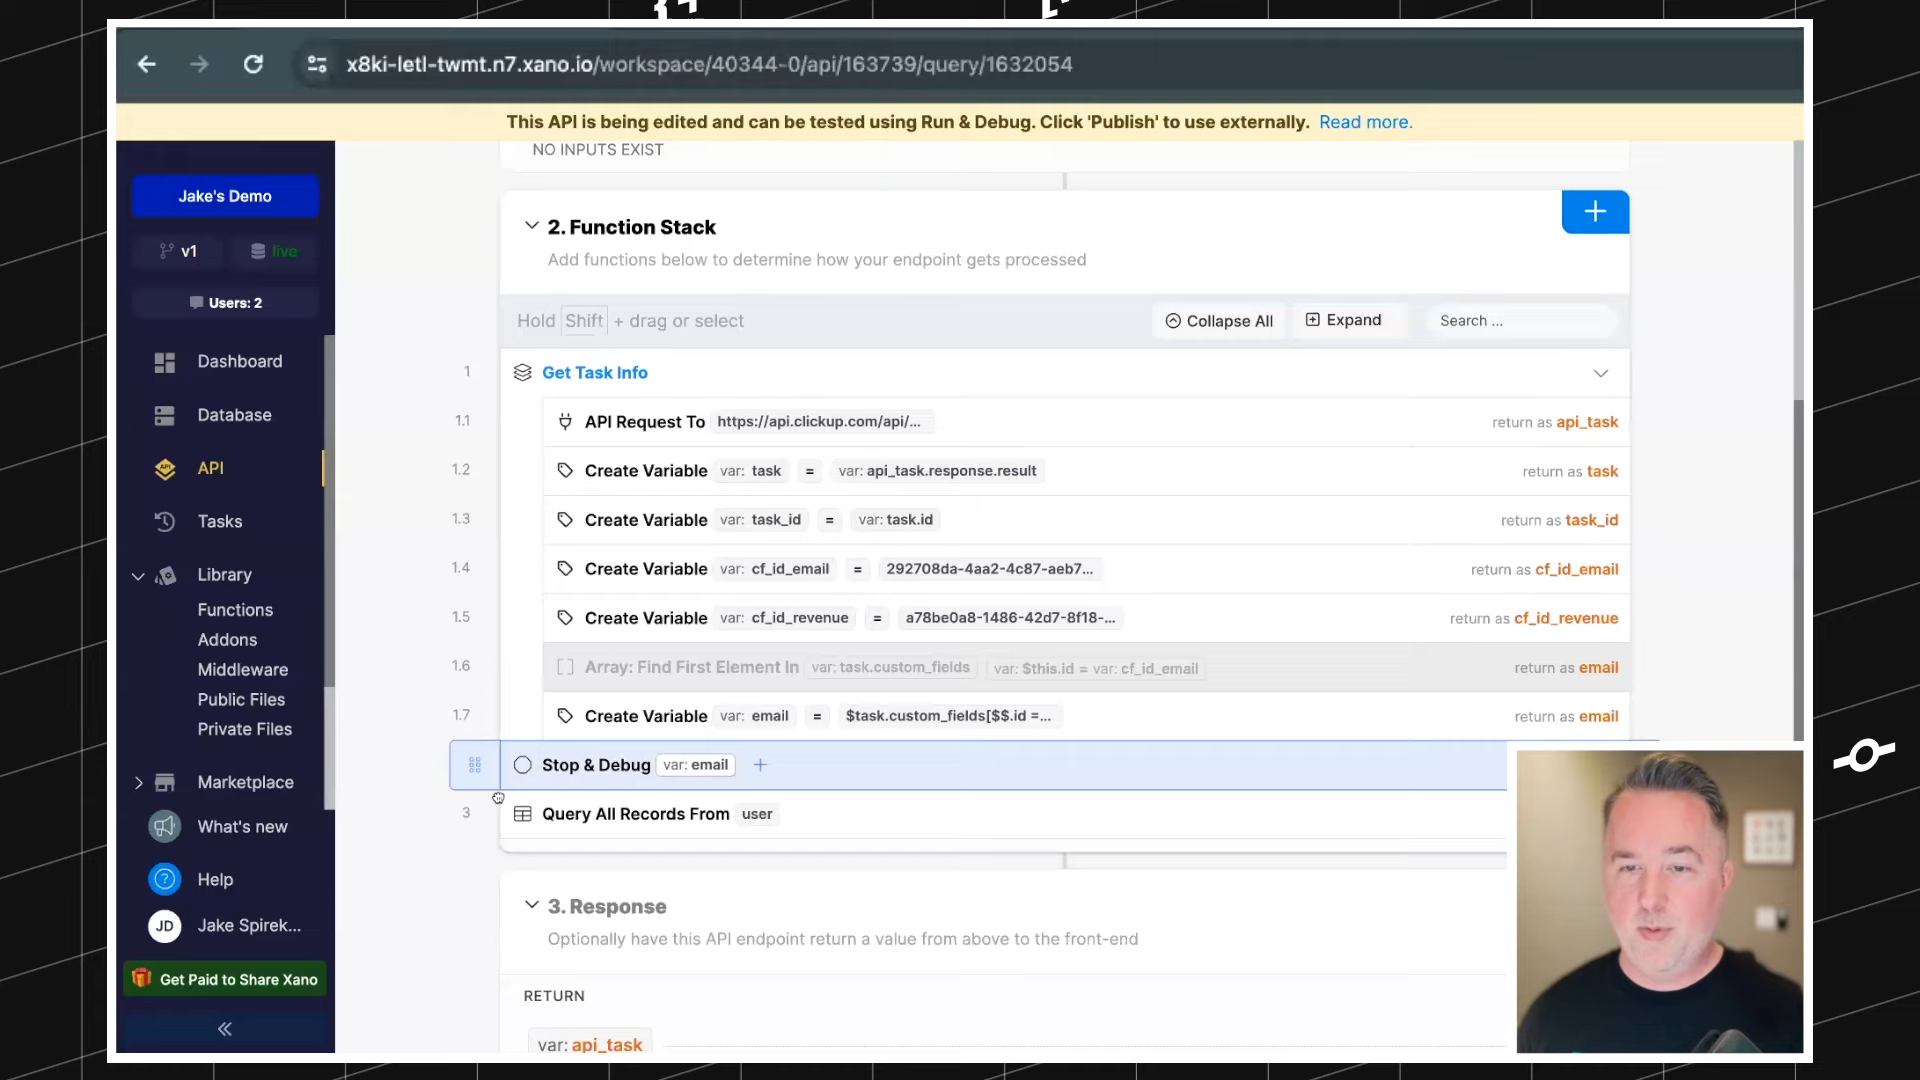 x8ki-letl-twmt.n7.xano.io/workspace/40344-0/api/163739/query/1632054
This API is being edited and can be tested using Run & Debug. Click 'Publish' to use externally. Read more.
Jake's Demo
v1
live
Users: 2
Dashboard
Database
API
Tasks
Library
Functions
Addons
Middleware
Public Files
Private Files
Marketplace
What's new
? Help
JD Jake Spirek...
Get Paid to Share Xano
NO INPUTS EXIST
2. Function Stack
Add functions below to determine how your endpoint gets processed
Hold Shift + drag or select
Collapse All
Expand
Search ...
1 Get Task Info
1.1 API Request To https://api.clickup.com/api/... return as api_task
1.2 Create Variable var: task = var: api_task.response.result return as task
1.3 Create Variable var: task_id = var: task.id return as task_id
1.4 Create Variable var: cf_id_email = 292708da-4aa2-4c87-aeb7... return as cf_id_email
1.5 Create Variable var: cf_id_revenue = a78be0a8-1486-42d7-8f18-... return as cf_id_revenue
1.6 [ ] Array: Find First Element In var: task.custom_fields var: $this.id = var: cf_id_email return as email
1.7 Create Variable var: email = $task.custom_fields[$$.id =... return as email
Stop & Debug var: email +
3 Query All Records From user
3. Response
Optionally have this API endpoint return a value from above to the front-end
RETURN
var: api_task